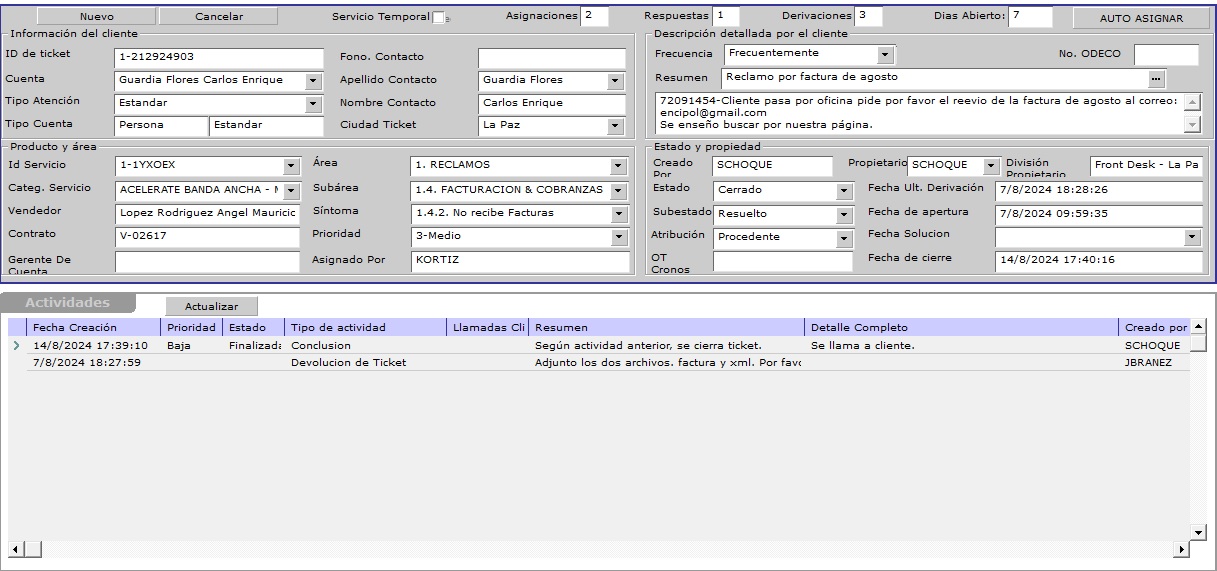 Nuevo Cancelar Servicio Temporal Asignaciones 2 Respuestas 1 Derivaciones 3 Dias Abierto: 7 AUTO ASIGNAR
Información del cliente
ID de ticket 1-212924903 Fono. Contacto
Cuenta Guardia Flores Carlos Enrique Apellido Contacto Guardia Flores
Tipo Atención Estandar Nombre Contacto Carlos Enrique
Tipo Cuenta Persona Estandar Ciudad Ticket La Paz
Descripción detallada por el cliente
Frecuencia Frecuentemente No. ODECO
Resumen Reclamo por factura de agosto ...
72091454-Cliente pasa por oficina pide por favor el reevio de la factura de agosto al correo:
encipol@gmail.com
Se enseño buscar por nuestra página.
Producto y área
Id Servicio 1-1YXOEX Área 1. RECLAMOS
Categ. Servicio ACELERATE BANDA ANCHA - Subárea 1.4. FACTURACION & COBRANZAS
Vendedor Lopez Rodriguez Angel Mauricic Síntoma 1.4.2. No recibe Facturas
Contrato V-02617 Prioridad 3-Medio
Gerente De Cuenta Asignado Por KORTIZ
Estado y propiedad
Creado Por SCHOQUE Propietario SCHOQUE División Propietario Front Desk - La Pa
Estado Cerrado Fecha Ult. Derivación 7/8/2024 18:28:26
Subestado Resuelto Fecha de apertura 7/8/2024 09:59:35
Atribución Procedente Fecha Solucion
OT Cronos Fecha de cierre 14/8/2024 17:40:16
Actividades Actualizar
Fecha Creación Prioridad Estado Tipo de actividad Llamadas Cli Resumen Detalle Completo Creado por
14/8/2024 17:39:10 Baja Finalizada Conclusion Según actividad anterior, se cierra ticket. Se llama a cliente. SCHOQUE
7/8/2024 18:27:59 Devolucion de Ticket Adjunto los dos archivos. factura y xml. Por favo JBRANEZ